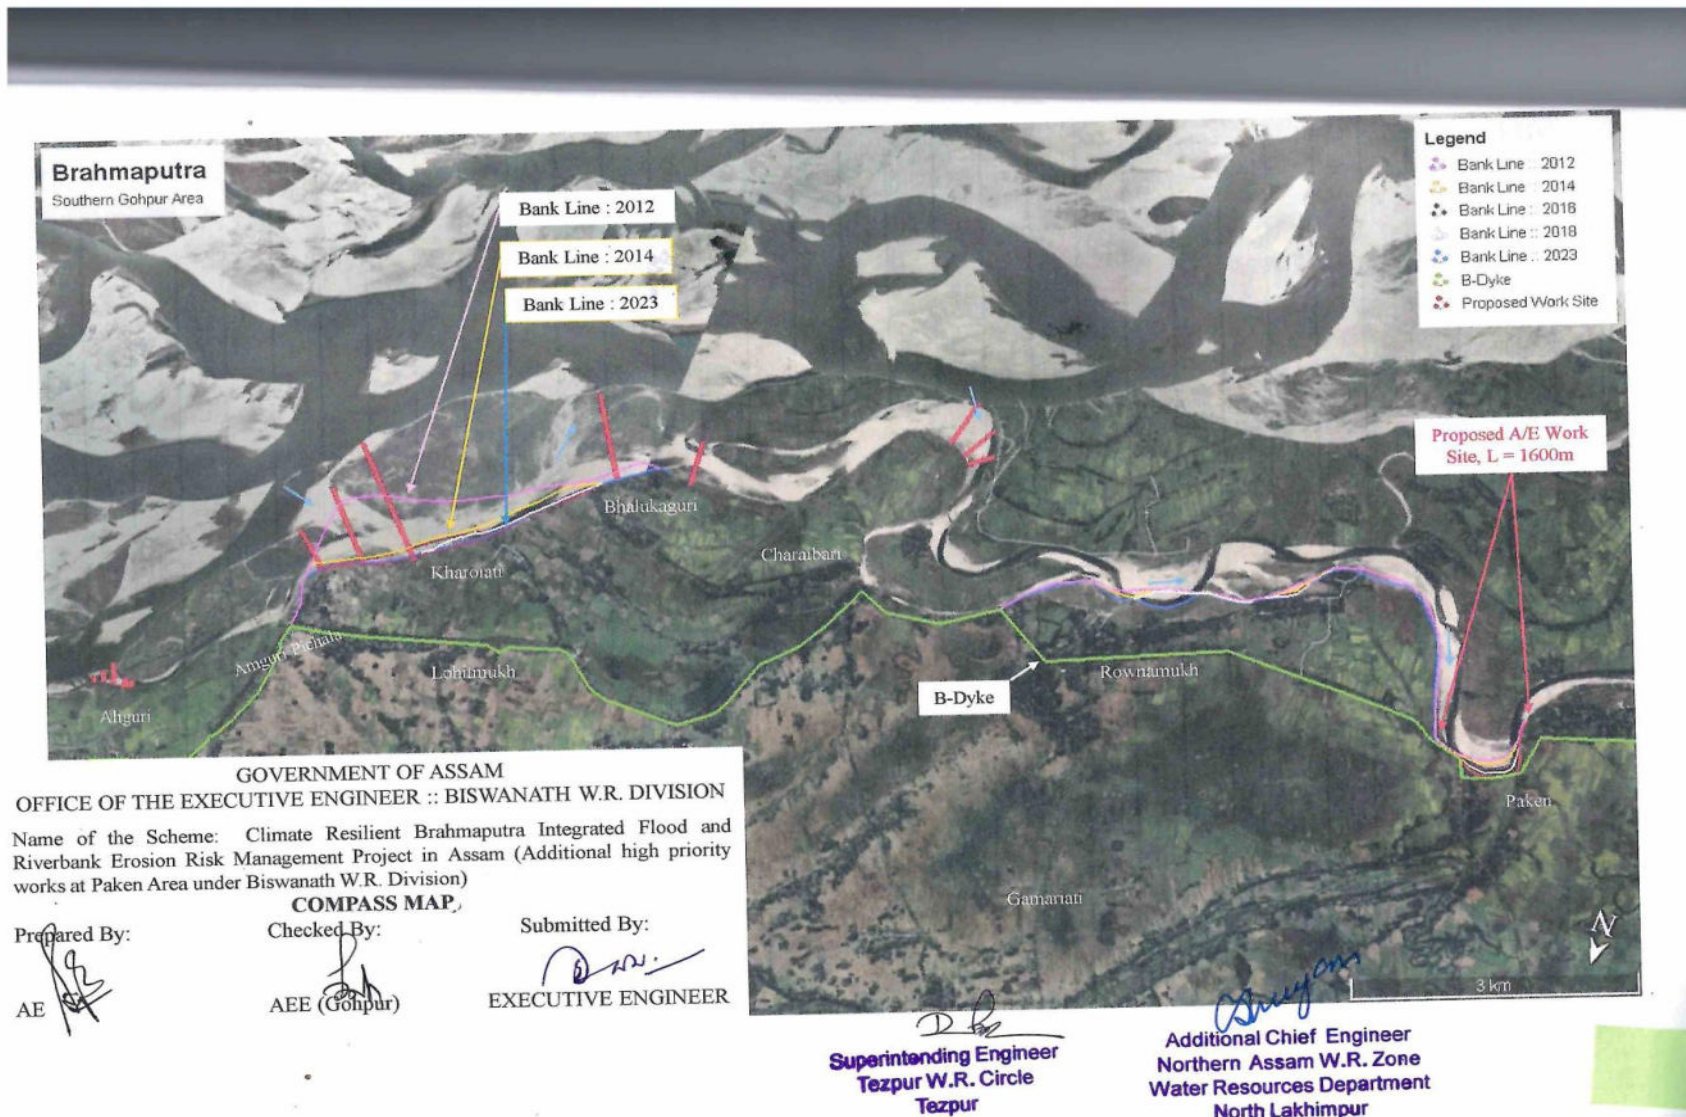 Brahmaputra
Southern Gohpur Area
Bank Line : 2012
Bank Line : 2014
Bank Line : 2023
Legend
Bank Line :: 2012
Bank Line :: 2014
Bank Line :: 2016
Bank Line :: 2018
Bank Line :: 2023
B-Dyke
Proposed Work Site
Proposed A/E Work
Site, L = 1600m
Bhalukaguri
Charaibari
Kharoiati
Amguri Pichala
Lohitmukh
Ahguri
B-Dyke
Rownamukh
Paken
Gamariati
N
3 km
GOVERNMENT OF ASSAM
OFFICE OF THE EXECUTIVE ENGINEER :: BISWANATH W.R. DIVISION
Name of the Scheme: Climate Resilient Brahmaputra Integrated Flood and
Riverbank Erosion Risk Management Project in Assam (Additional high priority
works at Paken Area under Biswanath W.R. Division)
COMPASS MAP
Prepared By:
Checked By:
Submitted By:
AE
AEE (Gohpur)
EXECUTIVE ENGINEER
Superintending Engineer
Tezpur W.R. Circle
Tezpur
Additional Chief Engineer
Northern Assam W.R. Zone
Water Resources Department
North Lakhimpur